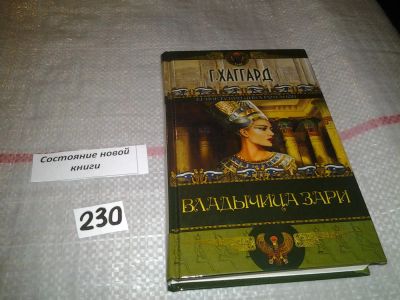 Г. ХАГГАРД
ВЛАДЫЧИЦА ЗАРИ
Состояние новой
книги
230